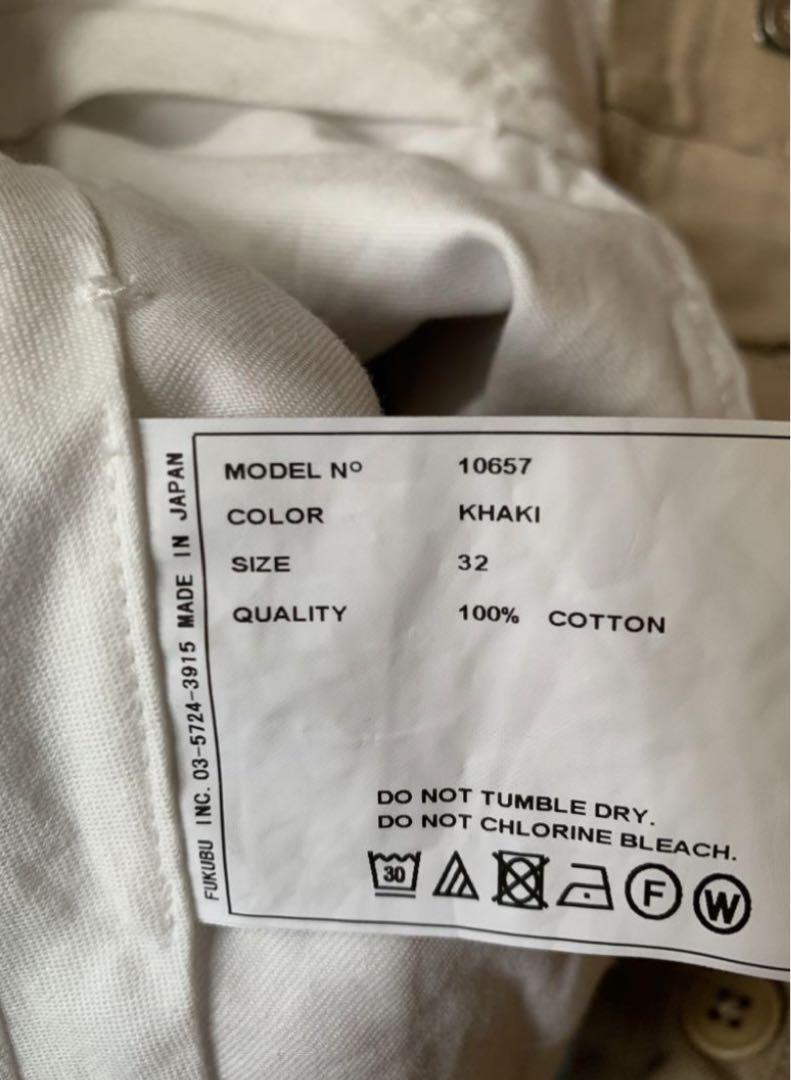 MODEL Nº 10657
COLOR KHAKI
SIZE 32
QUALITY 100% COTTON
DO NOT TUMBLE DRY.
DO NOT CHLORINE BLEACH.
30
F W
FUKUBU INC. 03-5724-3915 MADE IN JAPAN